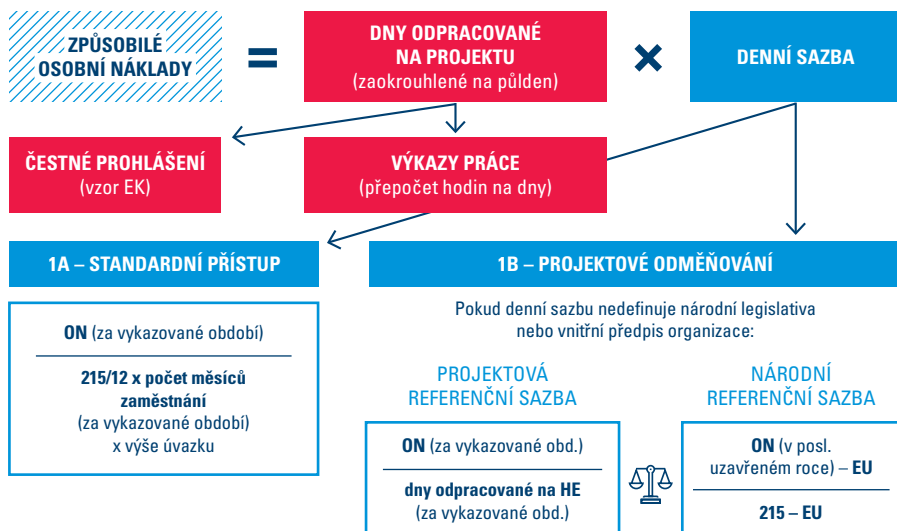 ZPŮSOBILÉ
OSOBNÍ NÁKLADY
=
DNY ODPRACOVANÉ
NA PROJEKTU
(zaokrouhlené na půlden)
×
DENNÍ SAZBA
ČESTNÉ PROHLÁŠENÍ
(vzor EK)
VÝKAZY PRÁCE
(přepočet hodin na dny)
1A – STANDARDNÍ PŘÍSTUP
ON (za vykazované období)
215/12 x počet měsíců
zaměstnání
(za vykazované období)
x výše úvazku
1B – PROJEKTOVÉ ODMĚŇOVÁNÍ
Pokud denní sazbu nedefinuje národní legislativa
nebo vnitřní předpis organizace:
PROJEKTOVÁ
REFERENČNÍ SAZBA
ON (za vykazované obd.)
dny odpracované na HE
(za vykazované obd.)
NÁRODNÍ
REFERENČNÍ SAZBA
ON (v posl.
uzavřeném roce) – EU
215 – EU